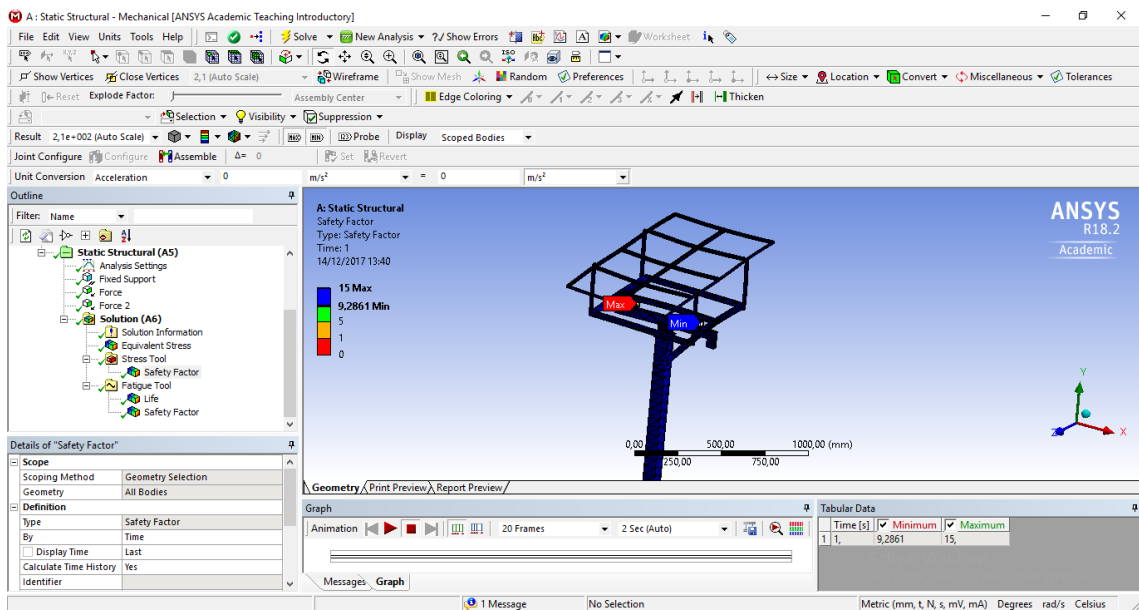 A : Static Structural - Mechanical [ANSYS Academic Teaching Introductory]
File Edit View Units Tools Help Solve New Analysis ?/ Show Errors Worksheet
Show Vertices Close Vertices 2,1 (Auto Scale) Wireframe Show Mesh Random Preferences Size Location Convert Miscellaneous Tolerances
Reset Explode Factor: Assembly Center Edge Coloring Thicken
Selection Visibility Suppression
Result 2,1e+002 (Auto Scale) MAX MIN Probe Display Scoped Bodies
Joint Configure Configure Assemble Δ= 0 Set Revert
Unit Conversion Acceleration 0 m/s² = 0 m/s²
Outline
Filter: Name
Static Structural (A5)
Analysis Settings
Fixed Support
Force
Force 2
Solution (A6)
Solution Information
Equivalent Stress
Stress Tool
Safety Factor
Fatigue Tool
Life
Safety Factor
Details of "Safety Factor"
Scope
Scoping Method Geometry Selection
Geometry All Bodies
Definition
Type Safety Factor
By Time
Display Time Last
Calculate Time History Yes
Identifier
A: Static Structural
Safety Factor
Type: Safety Factor
Time: 1
14/12/2017 13:40
15 Max
9,2861 Min
5
1
0
Max
Min
ANSYS
R18.2
Academic
Y
X
Z
0,00 500,00 1000,00 (mm)
250,00 750,00
Geometry Print Preview Report Preview
Graph
Animation 20 Frames 2 Sec (Auto)
Messages Graph
Tabular Data
Time [s] Minimum Maximum
1 1, 9,2861 15,
1 Message No Selection Metric (mm, t, N, s, mV, mA) Degrees rad/s Celsius